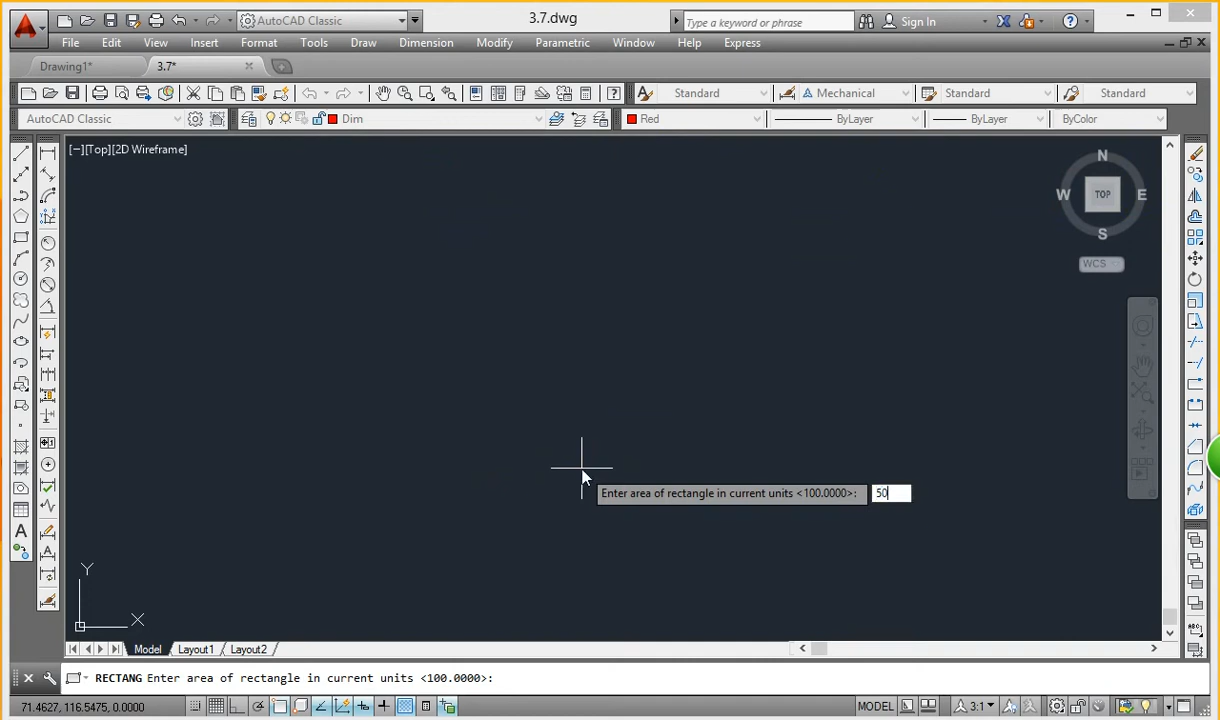 AutoCAD Classic
3.7.dwg
Type a keyword or phrase
Sign In
File Edit View Insert Format Tools Draw Dimension Modify Parametric Window Help Express
Drawing1*
3.7*
Standard
Mechanical
Standard
Standard
AutoCAD Classic
Dim
Red
ByLayer
ByLayer
ByColor
[−][Top][2D Wireframe]
N
W
TOP
E
S
WCS
Enter area of rectangle in current units <100.0000>: 50
Y
X
Model Layout1 Layout2
RECTANG Enter area of rectangle in current units <100.0000>:
71.4627, 116.5475, 0.0000
MODEL
3:1